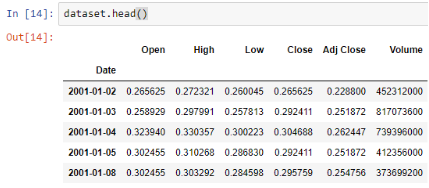 In [14]: dataset.head()
Out[14]:
Open High Low Close Adj Close Volume
Date
2001-01-02 0.265625 0.272321 0.260045 0.265625 0.228800 452312000
2001-01-03 0.258929 0.297991 0.257813 0.292411 0.251872 817073600
2001-01-04 0.323940 0.330357 0.300223 0.304688 0.262447 739396000
2001-01-05 0.302455 0.310268 0.286830 0.292411 0.251872 412356000
2001-01-08 0.302455 0.303292 0.284598 0.295759 0.254756 373699200